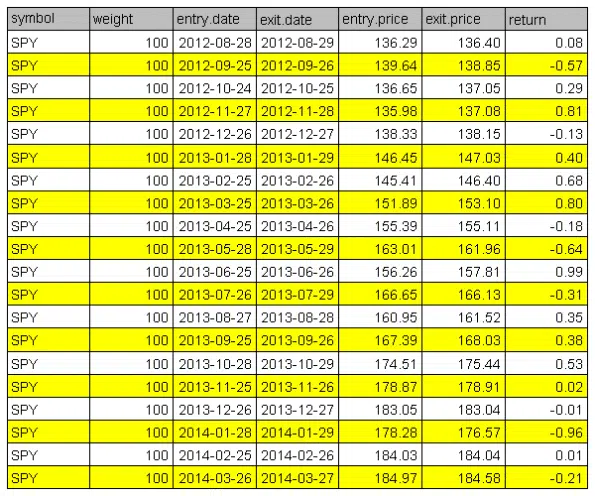 symbol weight entry.date exit.date entry.price exit.price return
SPY 100 2012-08-28 2012-08-29 136.29 136.40 0.08
SPY 100 2012-09-25 2012-09-26 139.64 138.85 -0.57
SPY 100 2012-10-24 2012-10-25 136.65 137.05 0.29
SPY 100 2012-11-27 2012-11-28 135.98 137.08 0.81
SPY 100 2012-12-26 2012-12-27 138.33 138.15 -0.13
SPY 100 2013-01-28 2013-01-29 146.45 147.03 0.40
SPY 100 2013-02-25 2013-02-26 145.41 146.40 0.68
SPY 100 2013-03-25 2013-03-26 151.89 153.10 0.80
SPY 100 2013-04-25 2013-04-26 155.39 155.11 -0.18
SPY 100 2013-05-28 2013-05-29 163.01 161.96 -0.64
SPY 100 2013-06-25 2013-06-26 156.26 157.81 0.99
SPY 100 2013-07-26 2013-07-29 166.65 166.13 -0.31
SPY 100 2013-08-27 2013-08-28 160.95 161.52 0.35
SPY 100 2013-09-25 2013-09-26 167.39 168.03 0.38
SPY 100 2013-10-28 2013-10-29 174.51 175.44 0.53
SPY 100 2013-11-25 2013-11-26 178.87 178.91 0.02
SPY 100 2013-12-26 2013-12-27 183.05 183.04 -0.01
SPY 100 2014-01-28 2014-01-29 178.28 176.57 -0.96
SPY 100 2014-02-25 2014-02-26 184.03 184.04 0.01
SPY 100 2014-03-26 2014-03-27 184.97 184.58 -0.21